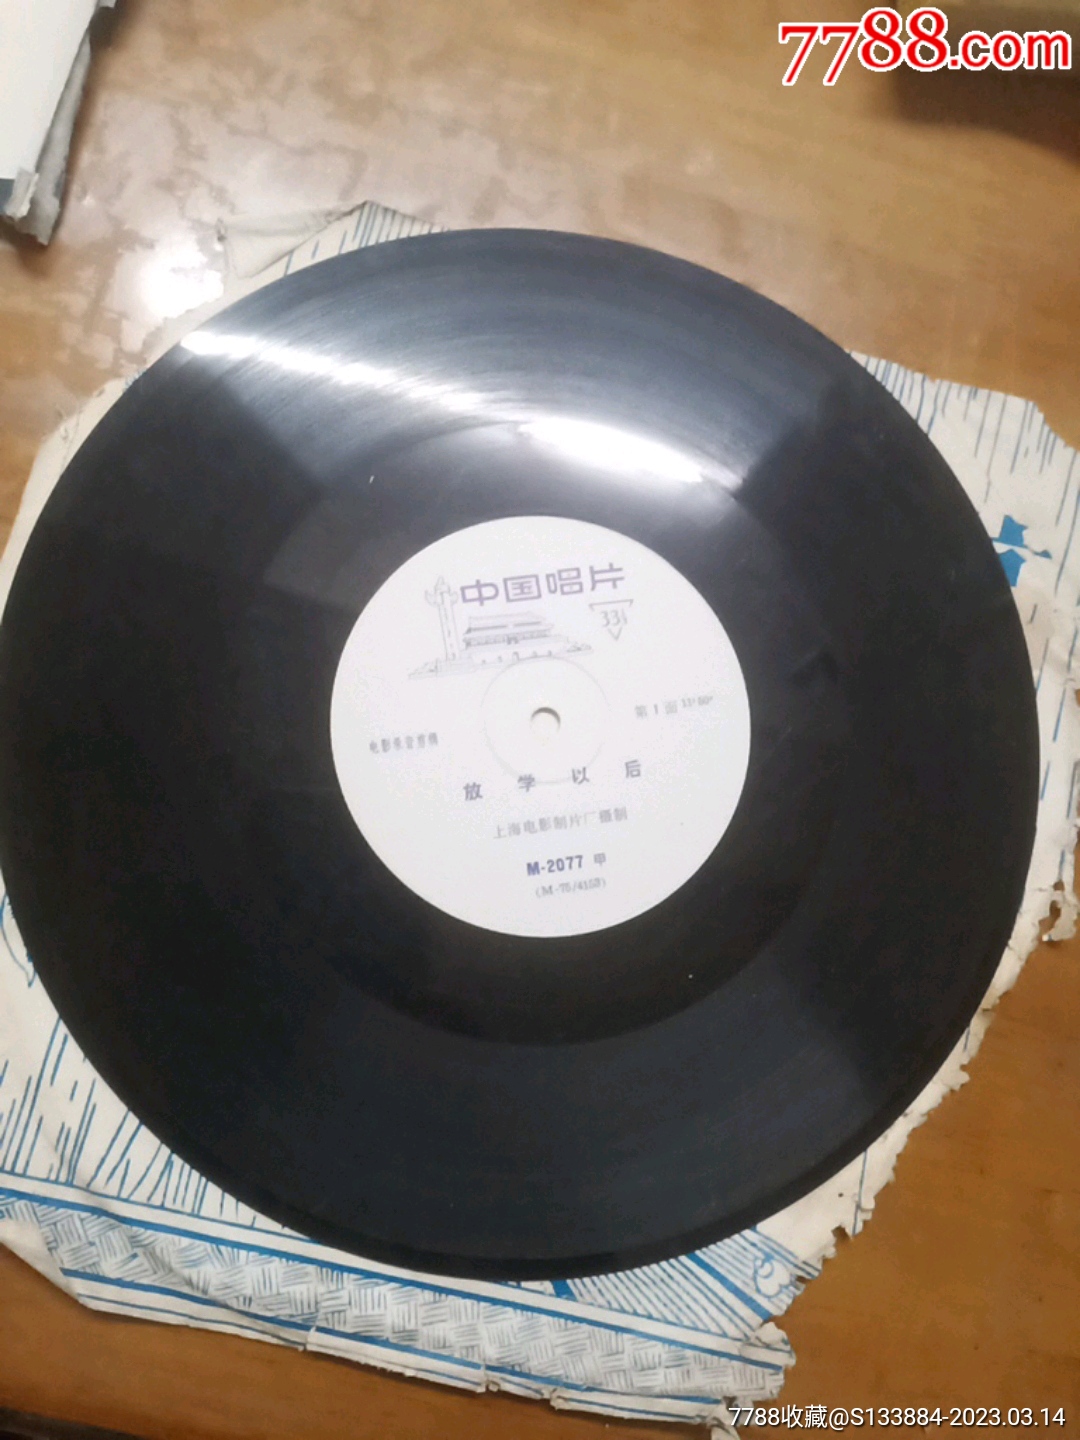 7788.com
中国唱片
33⅓
第1面
电影录音剪辑
放学以后
上海电影制片厂摄制
M-2077 甲
7788收藏@S133884-2023.03.14